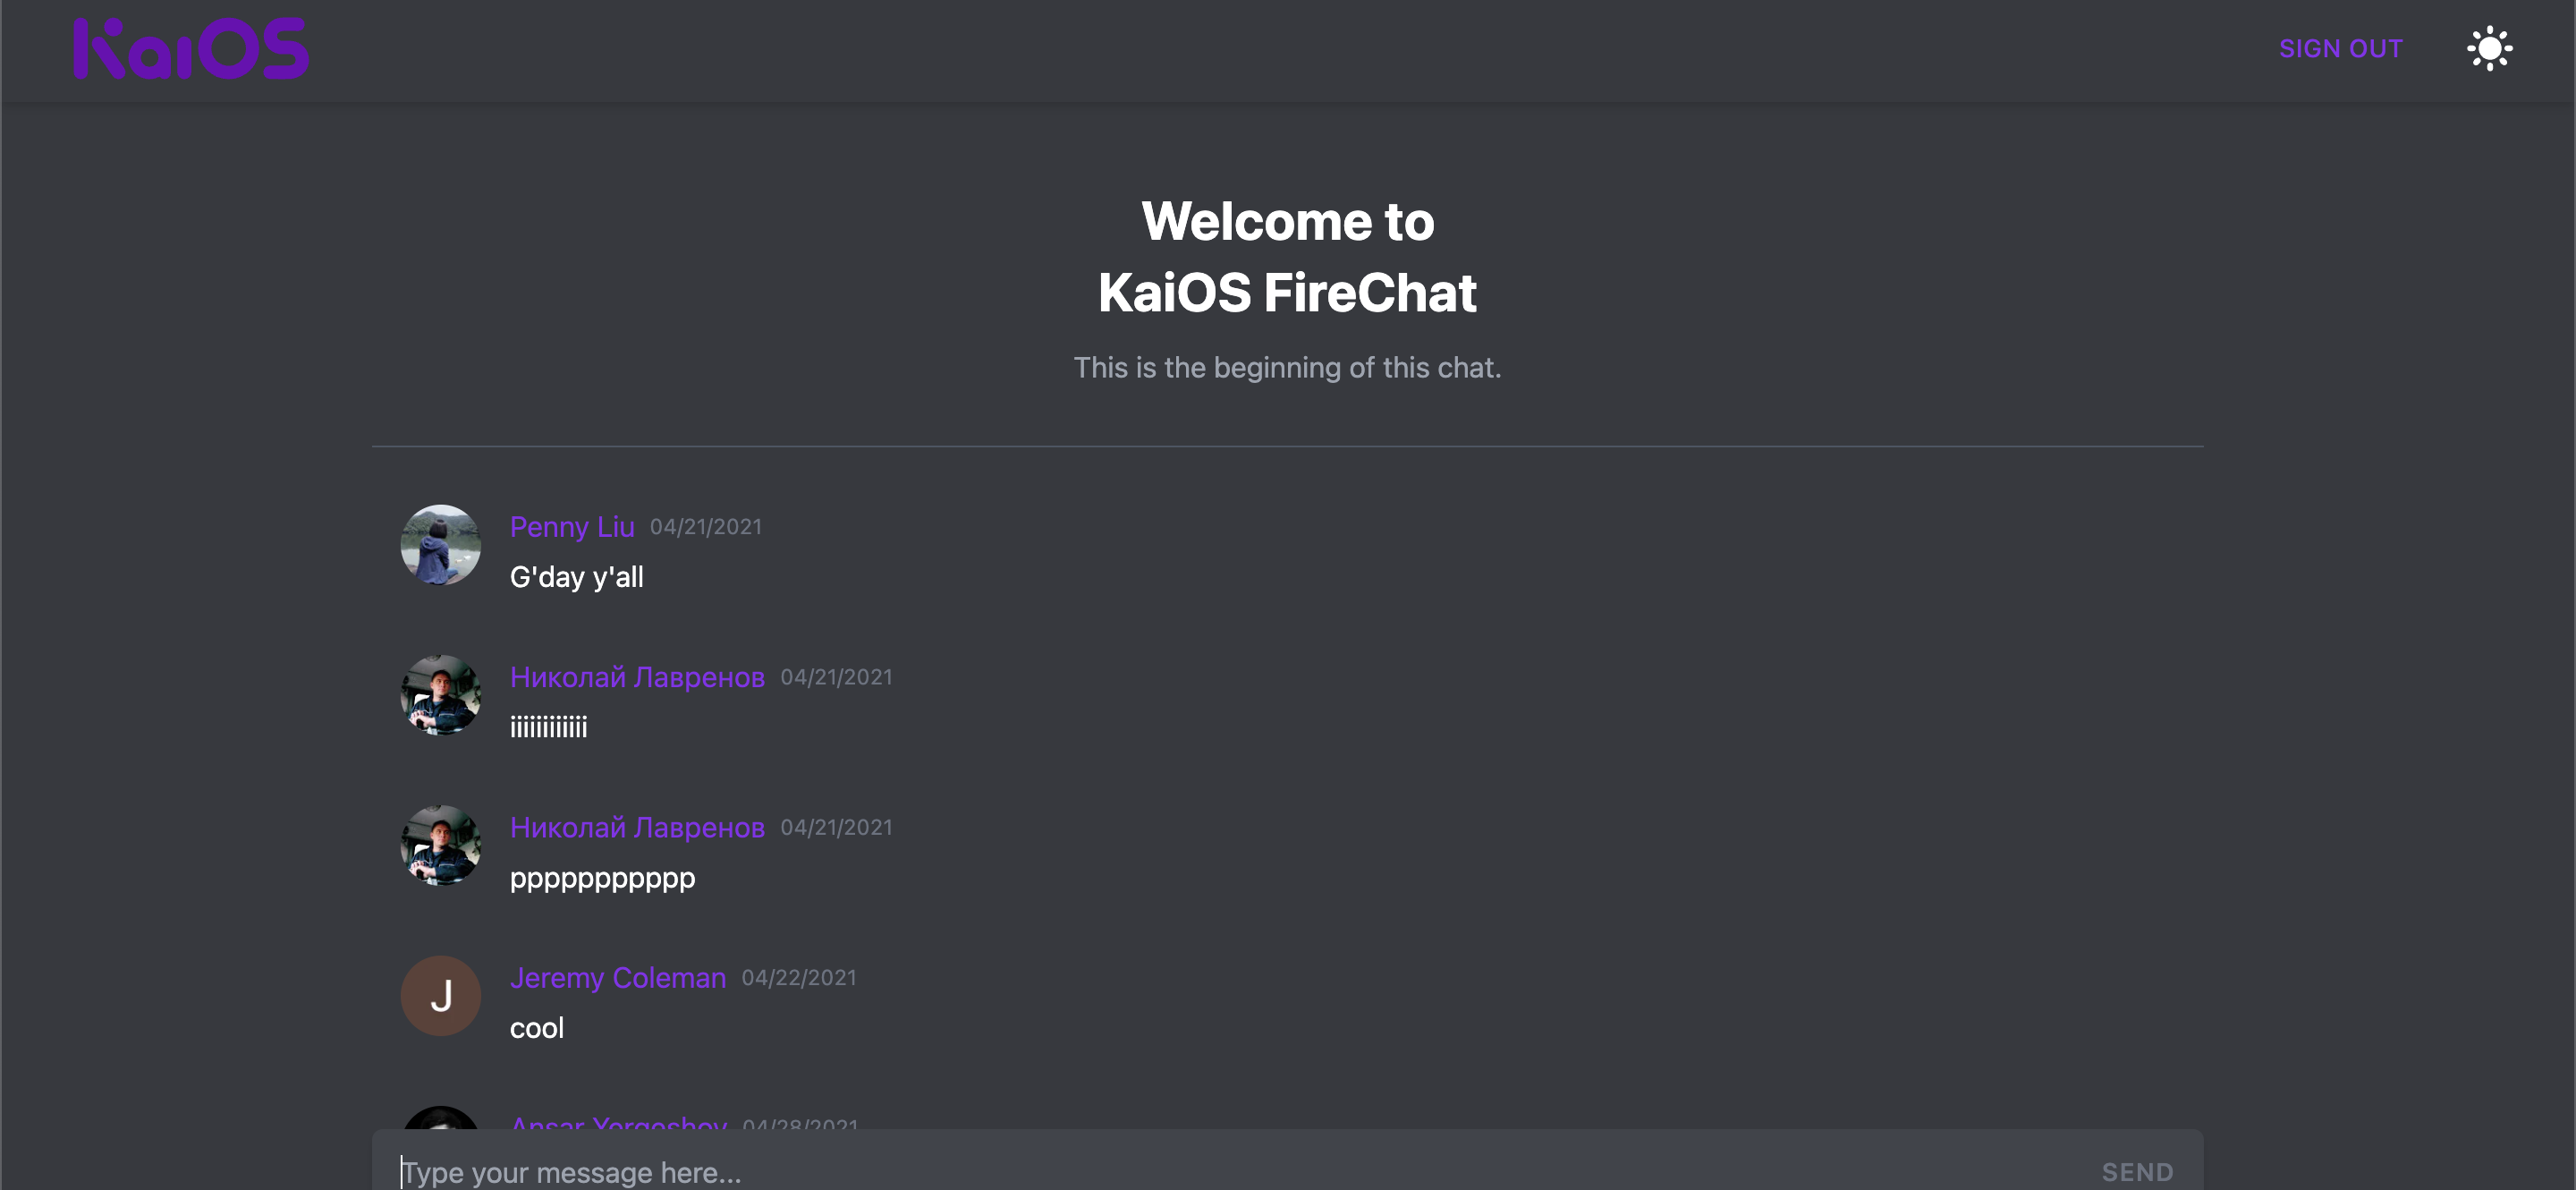 KaiOS
SIGN OUT
Welcome to
KaiOS FireChat
This is the beginning of this chat.
Penny Liu 04/21/2021
G'day y'all
Николай Лавренов 04/21/2021
iiiiiiiiiiii
Николай Лавренов 04/21/2021
ppppppppppp
J
Jeremy Coleman 04/22/2021
cool
Ansar Yergeshov 04/28/2021
Type your message here...
SEND